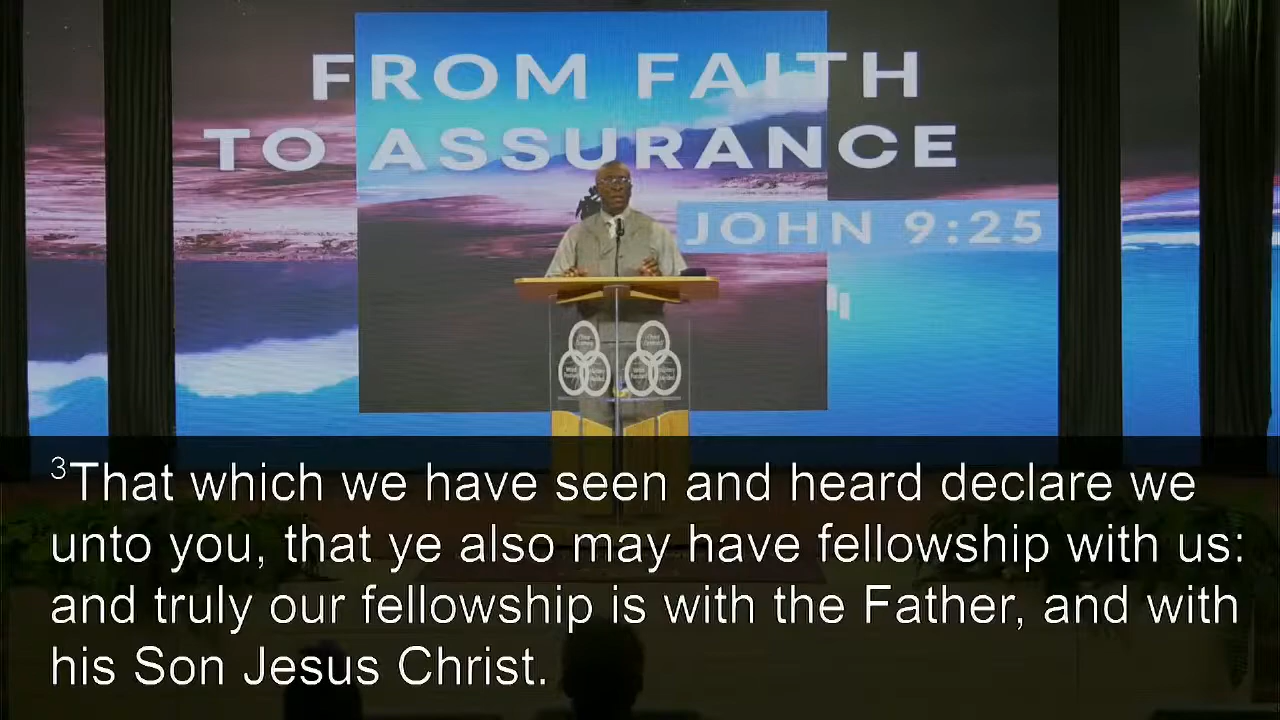 FROM FAITH
TO ASSURANCE
JOHN 9:25
³That which we have seen and heard declare we
unto you, that ye also may have fellowship with us:
and truly our fellowship is with the Father, and with
his Son Jesus Christ.